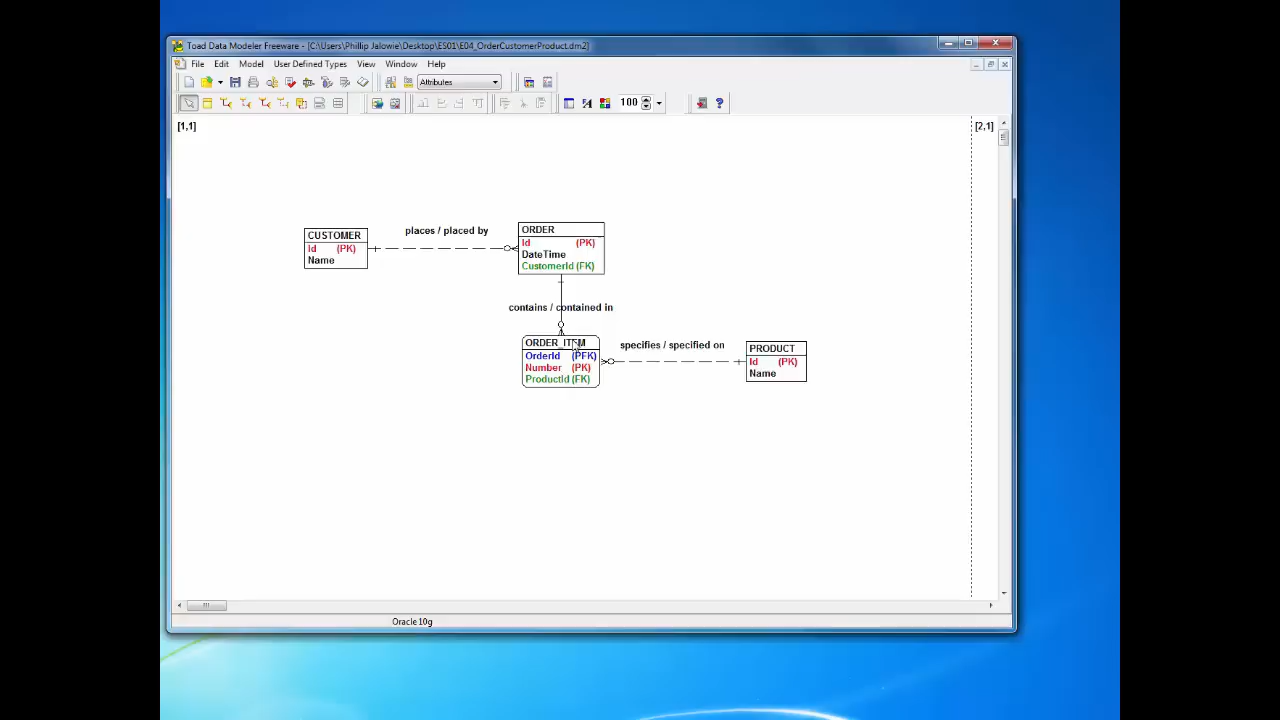 Toad Data Modeler Freeware - [C:\Users\Phillip Jalowie\Desktop\ES01\E04_OrderCustomerProduct.dm2]
File Edit Model View User Defined Types Window Help
Attributes
100
[1,1] [2,1]
places / placed by
CUSTOMER
Id (PK)
Name
ORDER
Id (PK)
DateTime
CustomerId (FK)
contains / contained in
ORDER_ITEM
OrderId (PFK)
Number (PK)
ProductId (FK)
specifies / specified on
PRODUCT
Id (PK)
Name
Oracle 10g